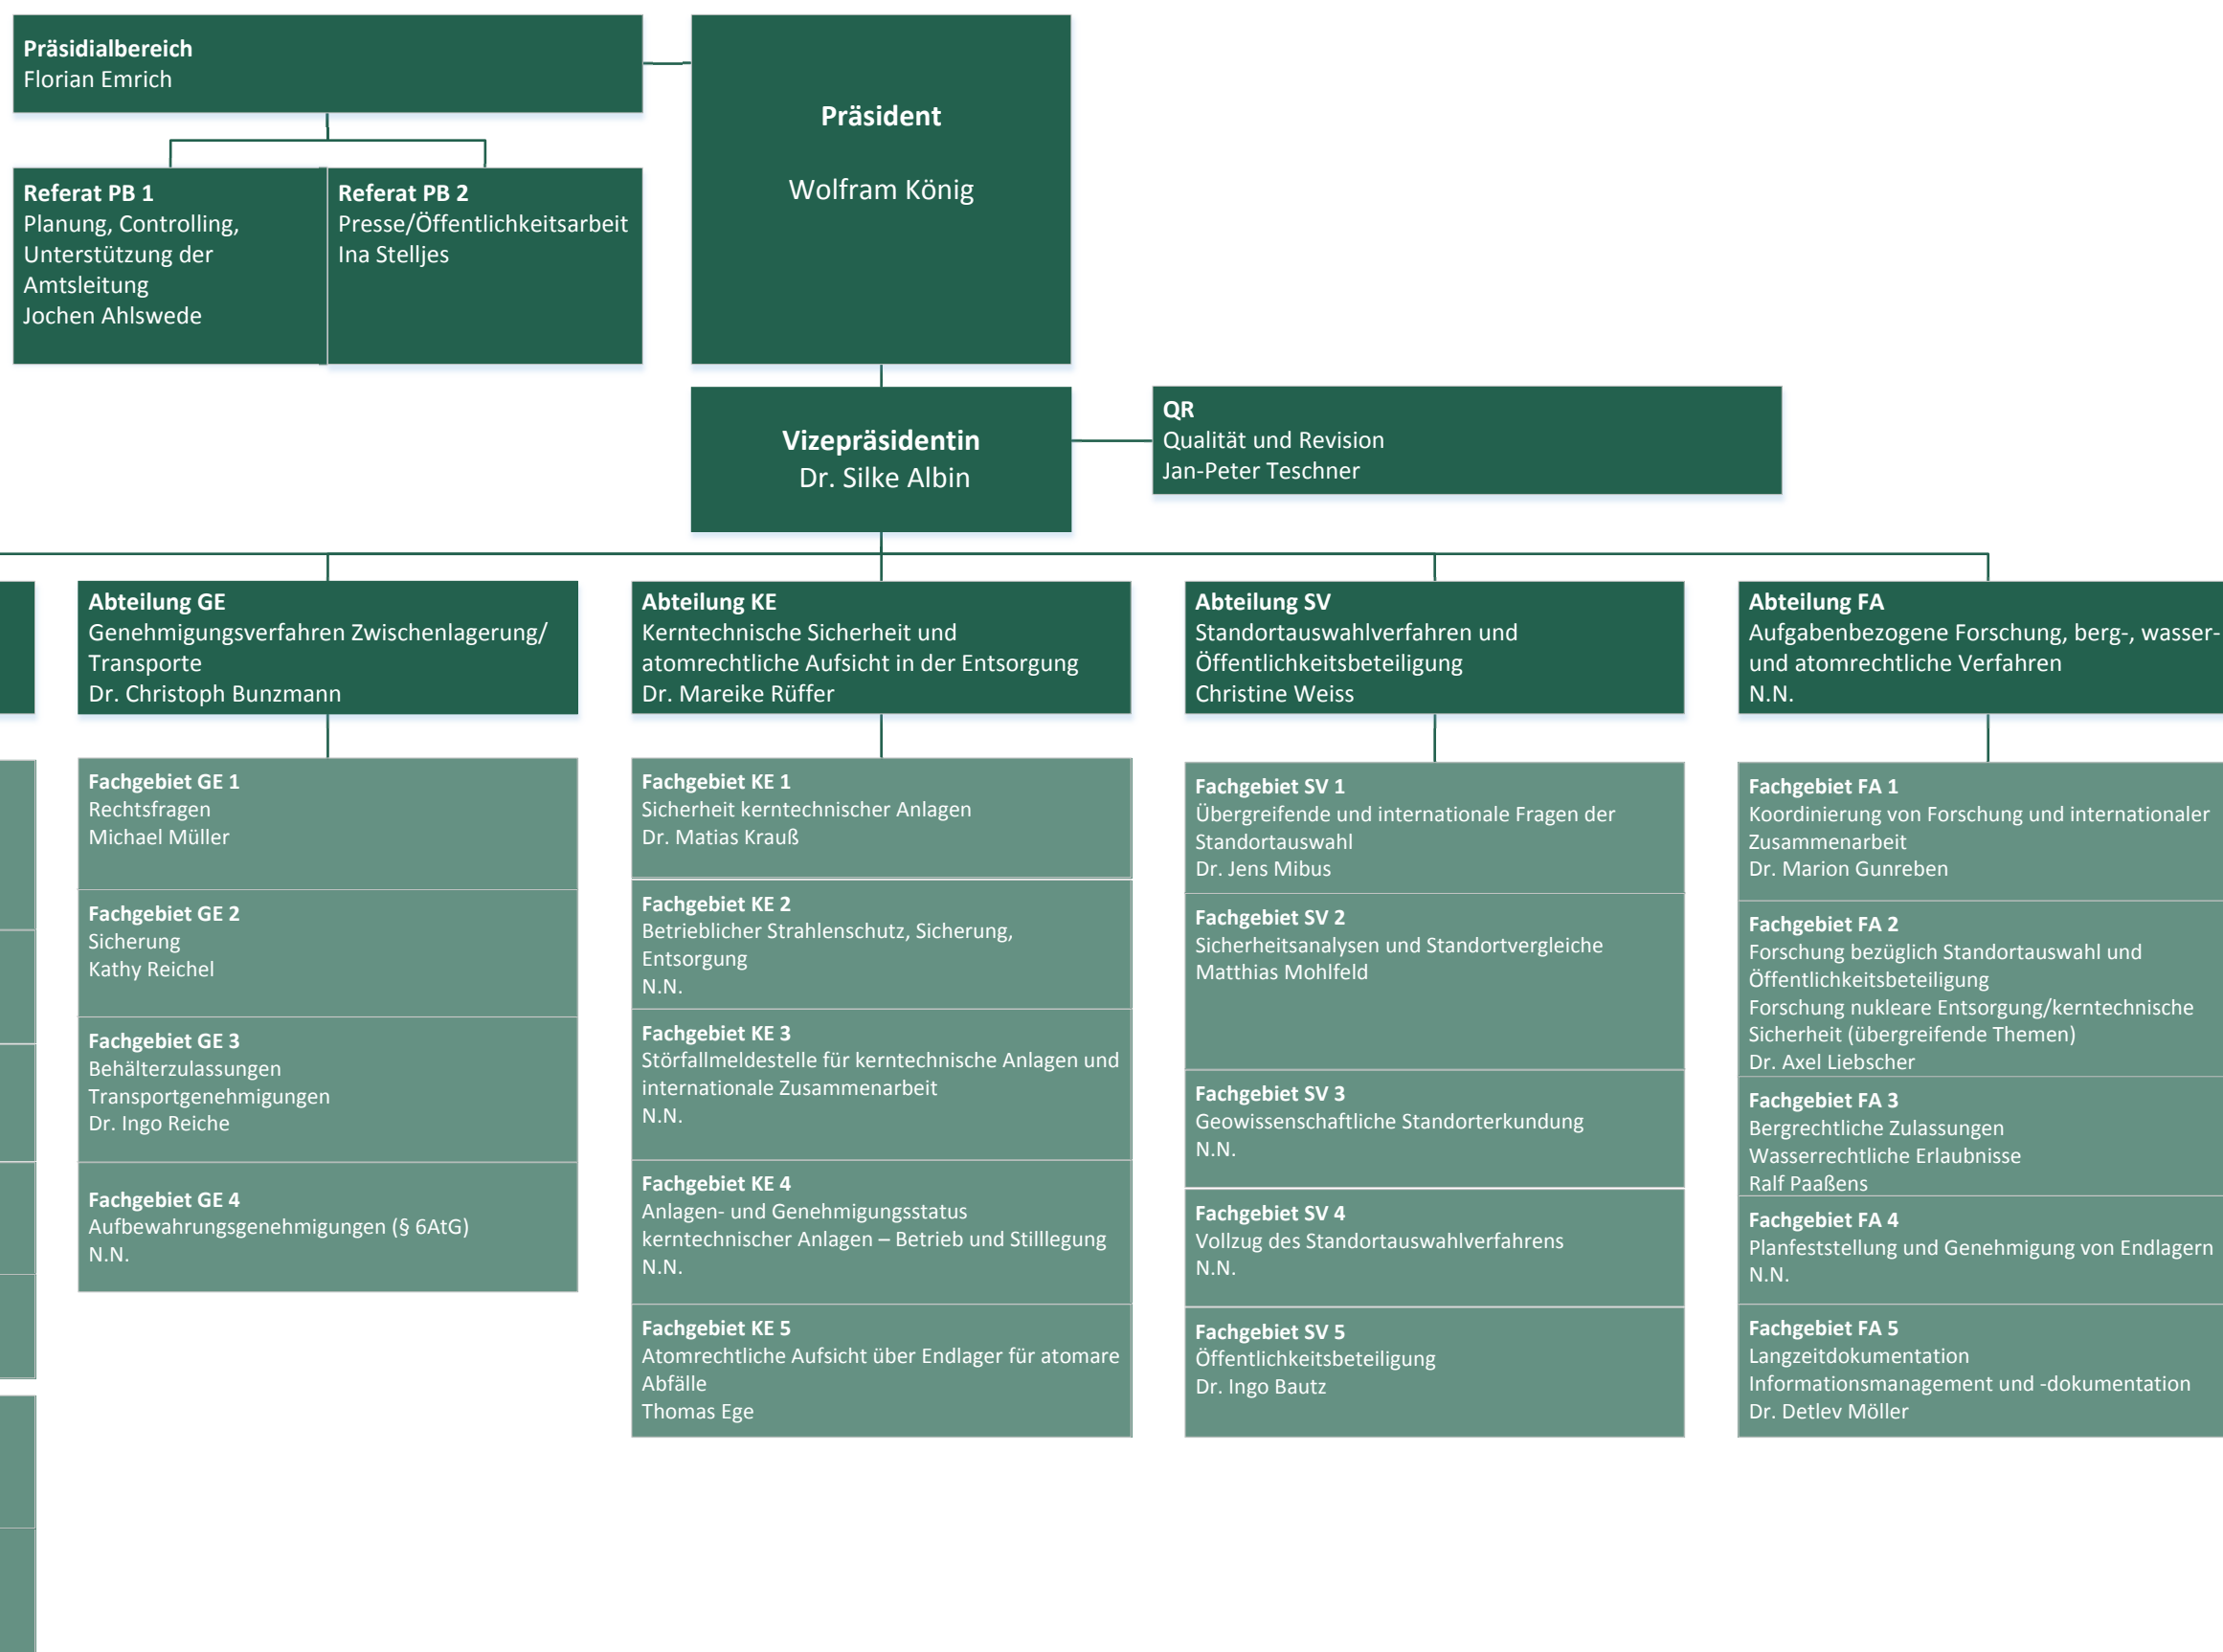 Präsidialbereich
Florian Emrich
Referat PB 1
Planung, Controlling,
Unterstützung der
Amtsleitung
Jochen Ahlswede
Referat PB 2
Presse/Öffentlichkeitsarbeit
Ina Stelljes
Präsident
Wolfram König
Vizepräsidentin
Dr. Silke Albin
QR
Qualität und Revision
Jan-Peter Teschner
Abteilung GE
Genehmigungsverfahren Zwischenlagerung/
Transporte
Dr. Christoph Bunzmann
Fachgebiet GE 1
Rechtsfragen
Michael Müller
Fachgebiet GE 2
Sicherung
Kathy Reichel
Fachgebiet GE 3
Behälterzulassungen
Transportgenehmigungen
Dr. Ingo Reiche
Fachgebiet GE 4
Aufbewahrungsgenehmigungen (§ 6AtG)
N.N.
Abteilung KE
Kerntechnische Sicherheit und
atomrechtliche Aufsicht in der Entsorgung
Dr. Mareike Rüffer
Fachgebiet KE 1
Sicherheit kerntechnischer Anlagen
Dr. Matias Krauß
Fachgebiet KE 2
Betrieblicher Strahlenschutz, Sicherung,
Entsorgung
N.N.
Fachgebiet KE 3
Störfallmeldestelle für kerntechnische Anlagen und
internationale Zusammenarbeit
N.N.
Fachgebiet KE 4
Anlagen- und Genehmigungsstatus
kerntechnischer Anlagen – Betrieb und Stilllegung
N.N.
Fachgebiet KE 5
Atomrechtliche Aufsicht über Endlager für atomare
Abfälle
Thomas Ege
Abteilung SV
Standortauswahlverfahren und
Öffentlichkeitsbeteiligung
Christine Weiss
Fachgebiet SV 1
Übergreifende und internationale Fragen der
Standortauswahl
Dr. Jens Mibus
Fachgebiet SV 2
Sicherheitsanalysen und Standortvergleiche
Matthias Mohlfeld
Fachgebiet SV 3
Geowissenschaftliche Standorterkundung
N.N.
Fachgebiet SV 4
Vollzug des Standortauswahlverfahrens
N.N.
Fachgebiet SV 5
Öffentlichkeitsbeteiligung
Dr. Ingo Bautz
Abteilung FA
Aufgabenbezogene Forschung, berg-, wasser-
und atomrechtliche Verfahren
N.N.
Fachgebiet FA 1
Koordinierung von Forschung und internationaler
Zusammenarbeit
Dr. Marion Gunreben
Fachgebiet FA 2
Forschung bezüglich Standortauswahl und
Öffentlichkeitsbeteiligung
Forschung nukleare Entsorgung/kerntechnische
Sicherheit (übergreifende Themen)
Dr. Axel Liebscher
Fachgebiet FA 3
Bergrechtliche Zulassungen
Wasserrechtliche Erlaubnisse
Ralf Paaßens
Fachgebiet FA 4
Planfeststellung und Genehmigung von Endlagern
N.N.
Fachgebiet FA 5
Langzeitdokumentation
Informationsmanagement und -dokumentation
Dr. Detlev Möller